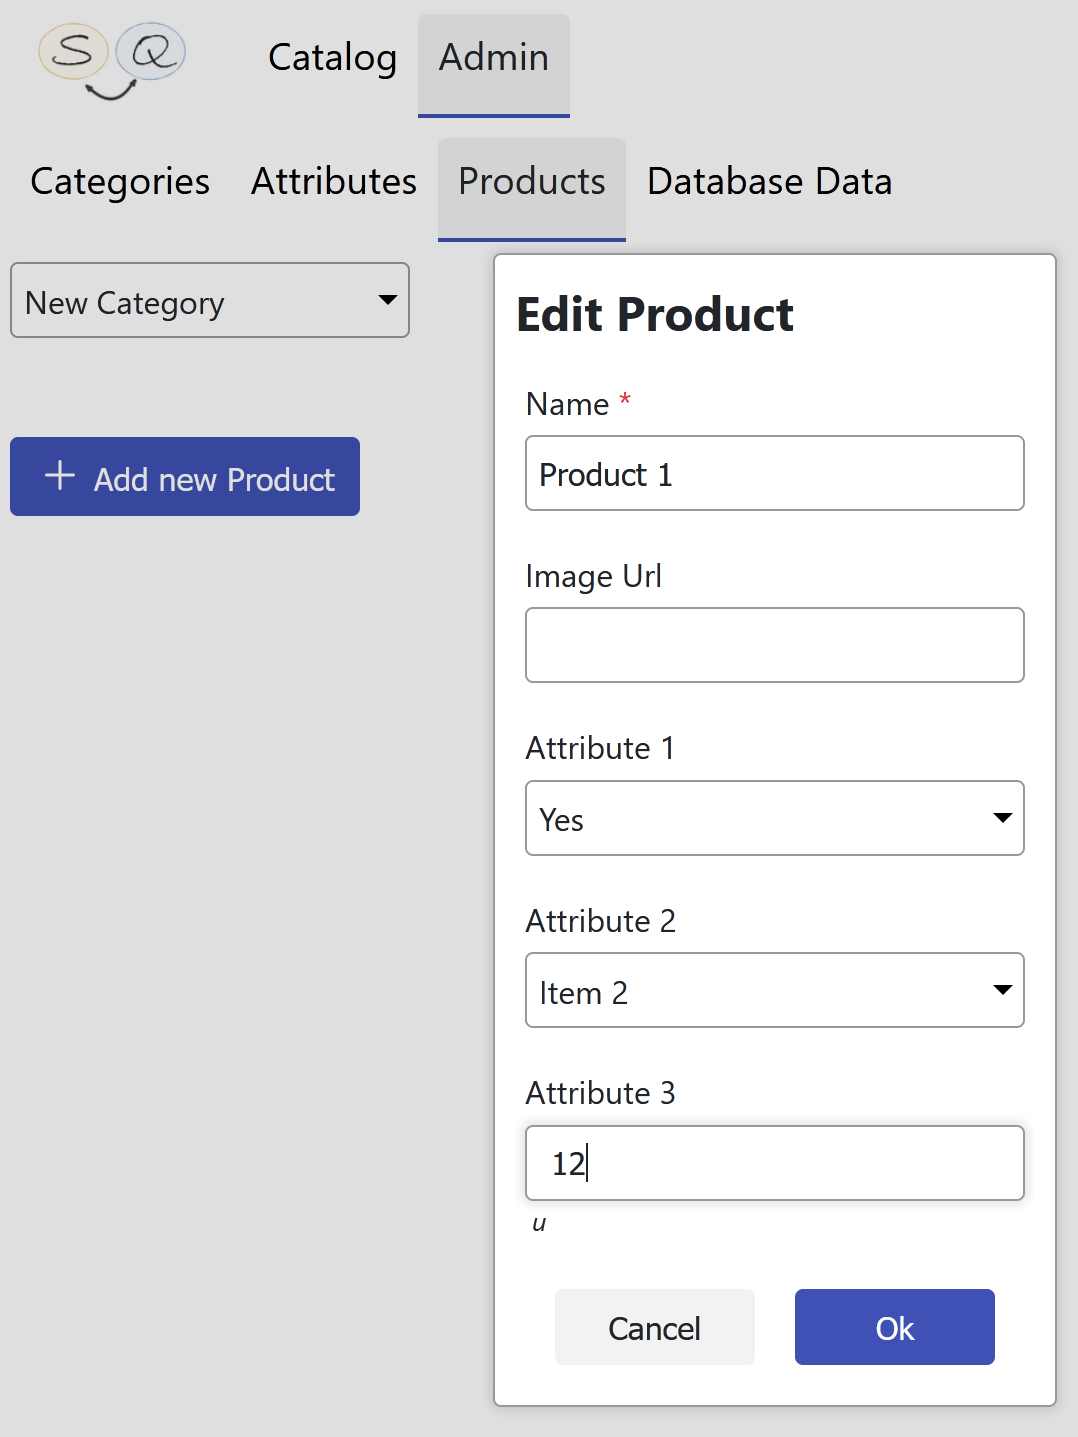 S Q
Catalog Admin
Categories Attributes Products Database Data
New Category
Add new Product
Edit Product
Name *
Product 1
Image Url
Attribute 1
Yes
Attribute 2
Item 2
Attribute 3
12
u
Cancel Ok